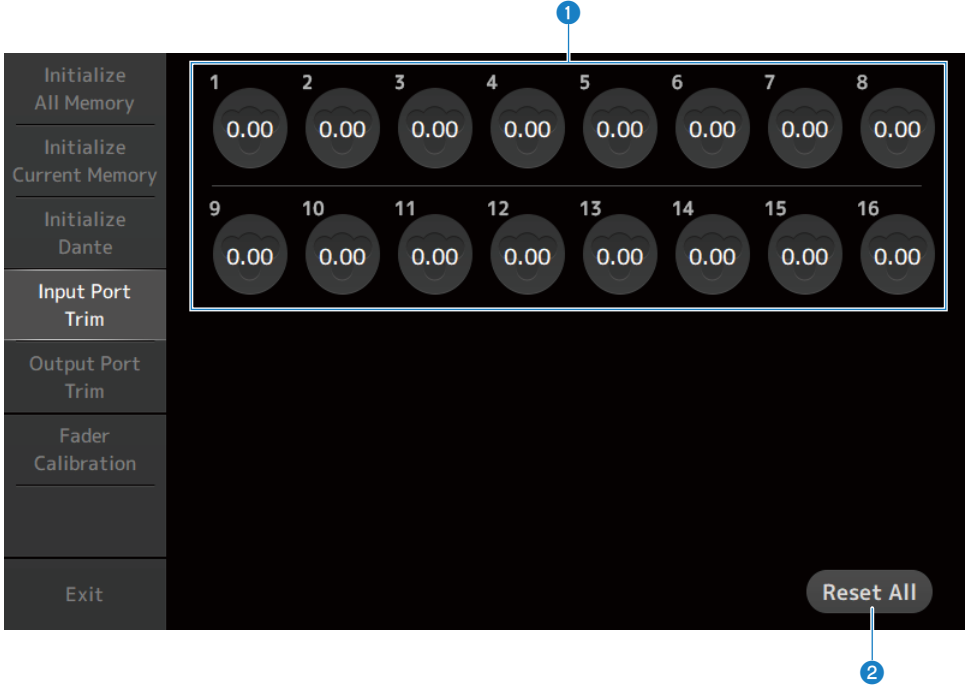 1
Initialize
All Memory
Initialize
Current Memory
Initialize
Dante
Input Port
Trim
Output Port
Trim
Fader
Calibration
Exit
1 2 3 4 5 6 7 8
0.00 0.00 0.00 0.00 0.00 0.00 0.00 0.00
9 10 11 12 13 14 15 16
0.00 0.00 0.00 0.00 0.00 0.00 0.00 0.00
Reset All
2